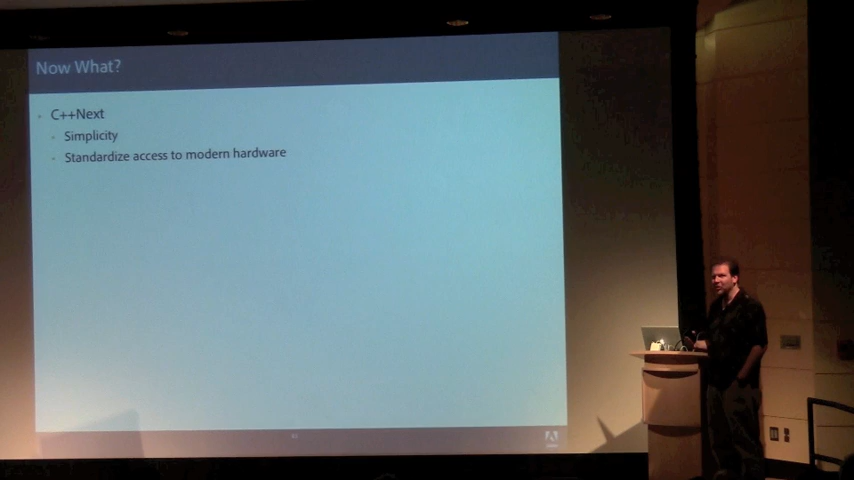 Now What?
C++Next
Simplicity
Standardize access to modern hardware